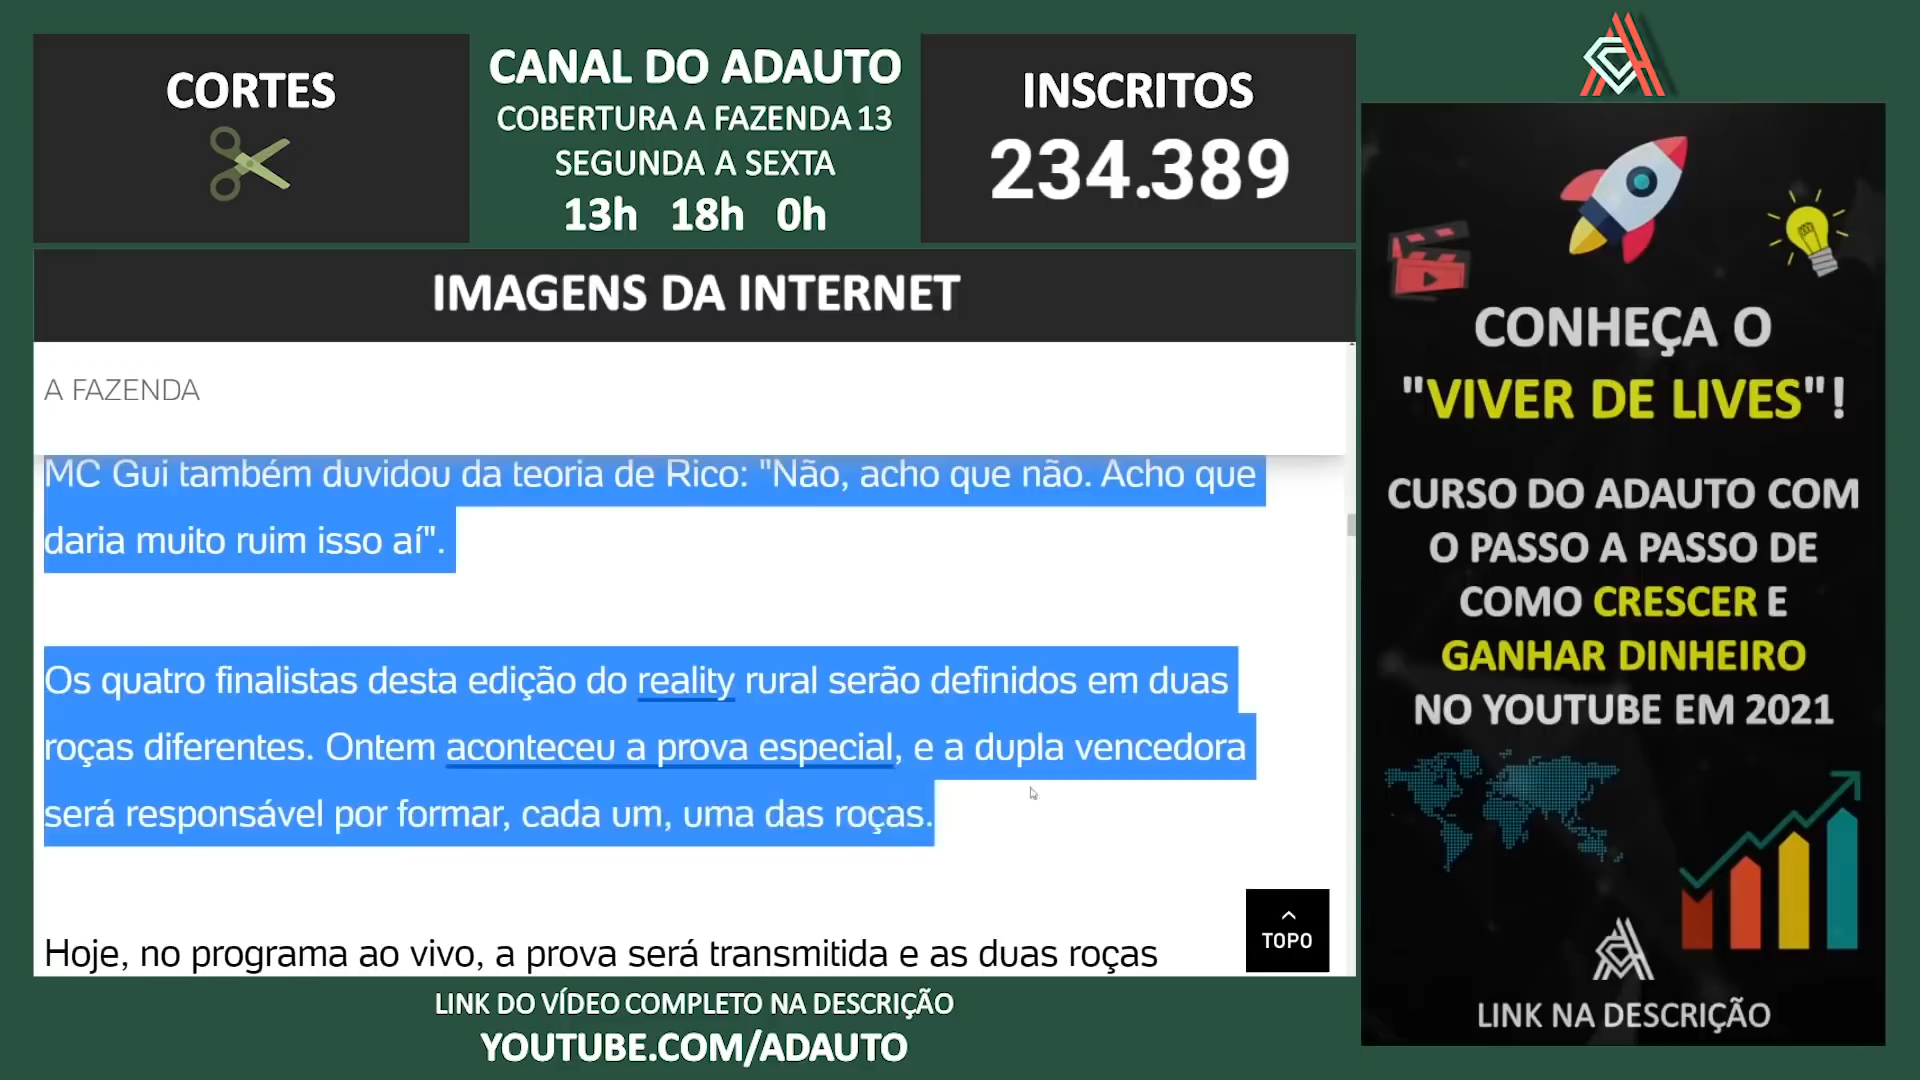 CORTES
CANAL DO ADAUTO
COBERTURA A FAZENDA 13
SEGUNDA A SEXTA
13h 18h 0h
INSCRITOS
234.389
IMAGENS DA INTERNET
A FAZENDA
MC Gui também duvidou da teoria de Rico: "Não, acho que não. Acho que
daria muito ruim isso aí".
Os quatro finalistas desta edição do reality rural serão definidos em duas
roças diferentes. Ontem aconteceu a prova especial, e a dupla vencedora
será responsável por formar, cada um, uma das roças.
Hoje, no programa ao vivo, a prova será transmitida e as duas roças
TOPO
LINK DO VÍDEO COMPLETO NA DESCRIÇÃO
YOUTUBE.COM/ADAUTO
CONHEÇA O
"VIVER DE LIVES"!
CURSO DO ADAUTO COM
O PASSO A PASSO DE
COMO CRESCER E
GANHAR DINHEIRO
NO YOUTUBE EM 2021
LINK NA DESCRIÇÃO